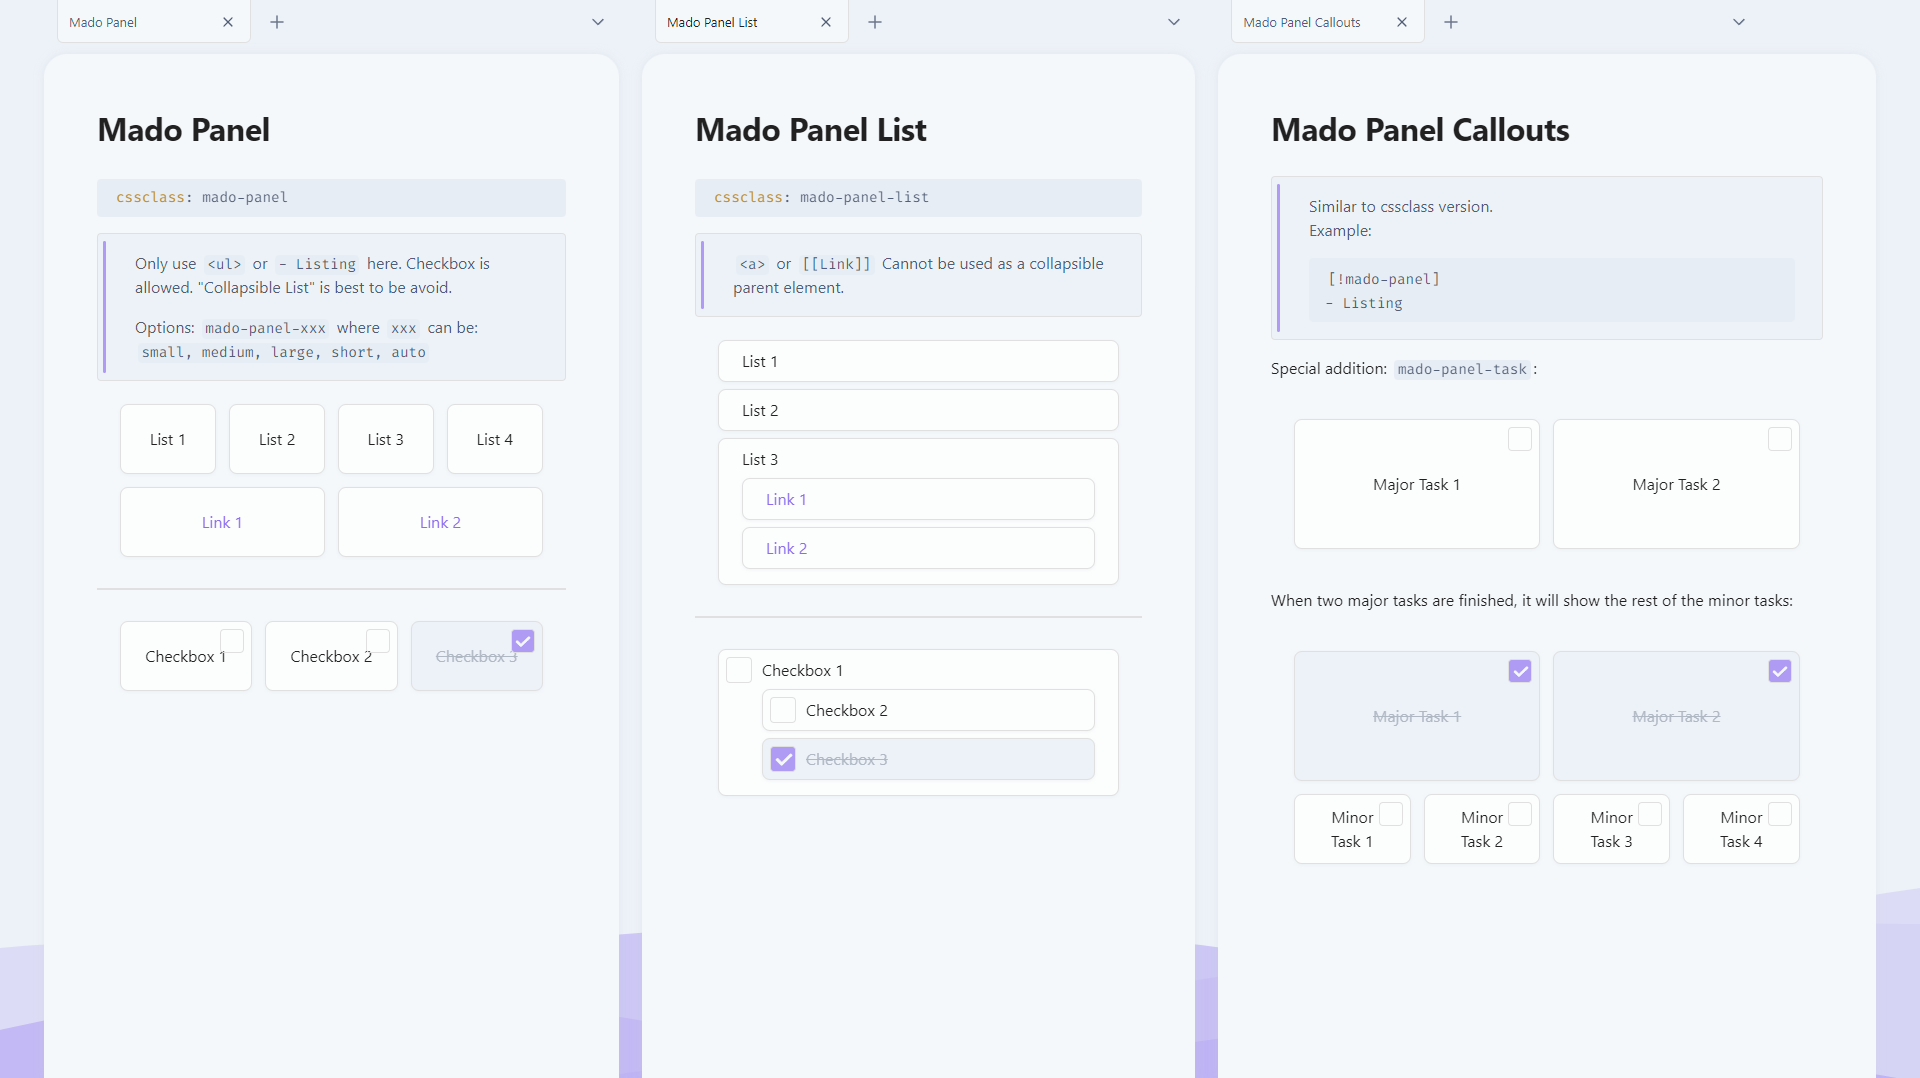 Mado Panel
Mado Panel List
Mado Panel Callouts
Mado Panel
cssclass: mado-panel
Only use <ul> or - Listing here. Checkbox is
allowed. "Collapsible List" is best to be avoid.
Options: mado-panel-xxx where xxx can be:
small, medium, large, short, auto
List 1
List 2
List 3
List 4
Link 1
Link 2
Checkbox 1
Checkbox 2
Checkbox 3
Mado Panel List
cssclass: mado-panel-list
<a> or [[Link]] Cannot be used as a collapsible
parent element.
List 1
List 2
List 3
Link 1
Link 2
Checkbox 1
Checkbox 2
Checkbox 3
Mado Panel Callouts
Similar to cssclass version.
Example:
[!mado-panel]
- Listing
Special addition: mado-panel-task:
Major Task 1
Major Task 2
When two major tasks are finished, it will show the rest of the minor tasks:
Major Task 1
Major Task 2
Minor
Task 1
Minor
Task 2
Minor
Task 3
Minor
Task 4